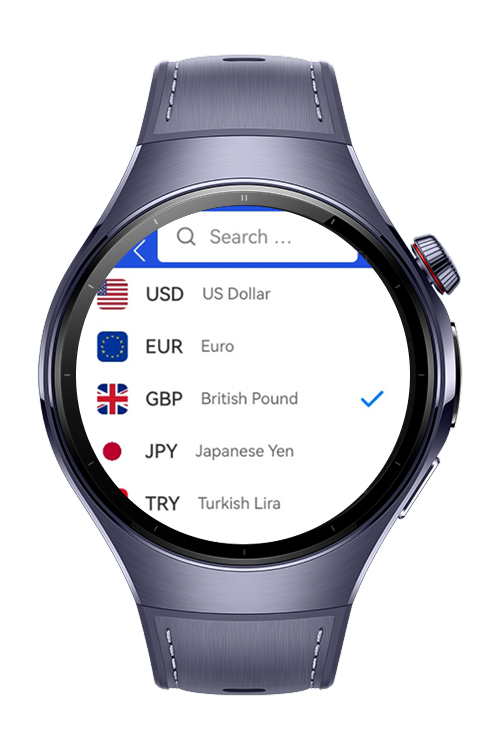 Search ...
USD US Dollar
EUR Euro
GBP British Pound
JPY Japanese Yen
TRY Turkish Lira